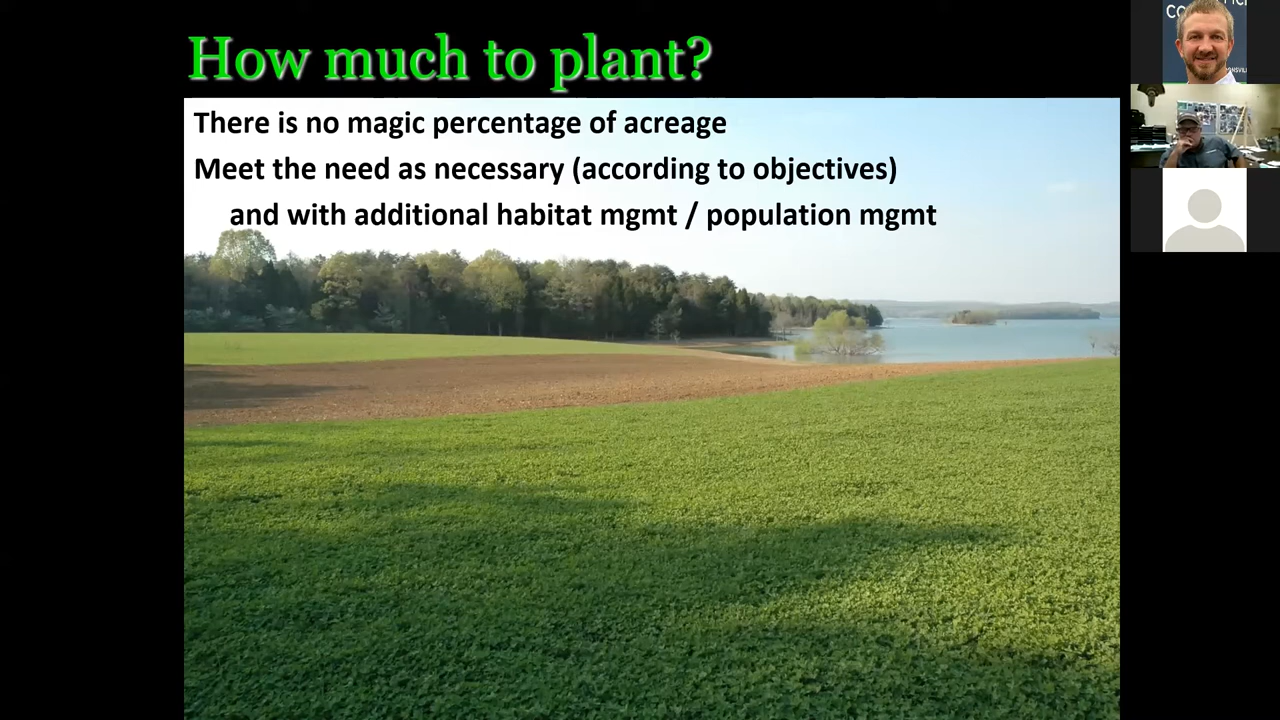 How much to plant?
There is no magic percentage of acreage
Meet the need as necessary (according to objectives)
and with additional habitat mgmt / population mgmt